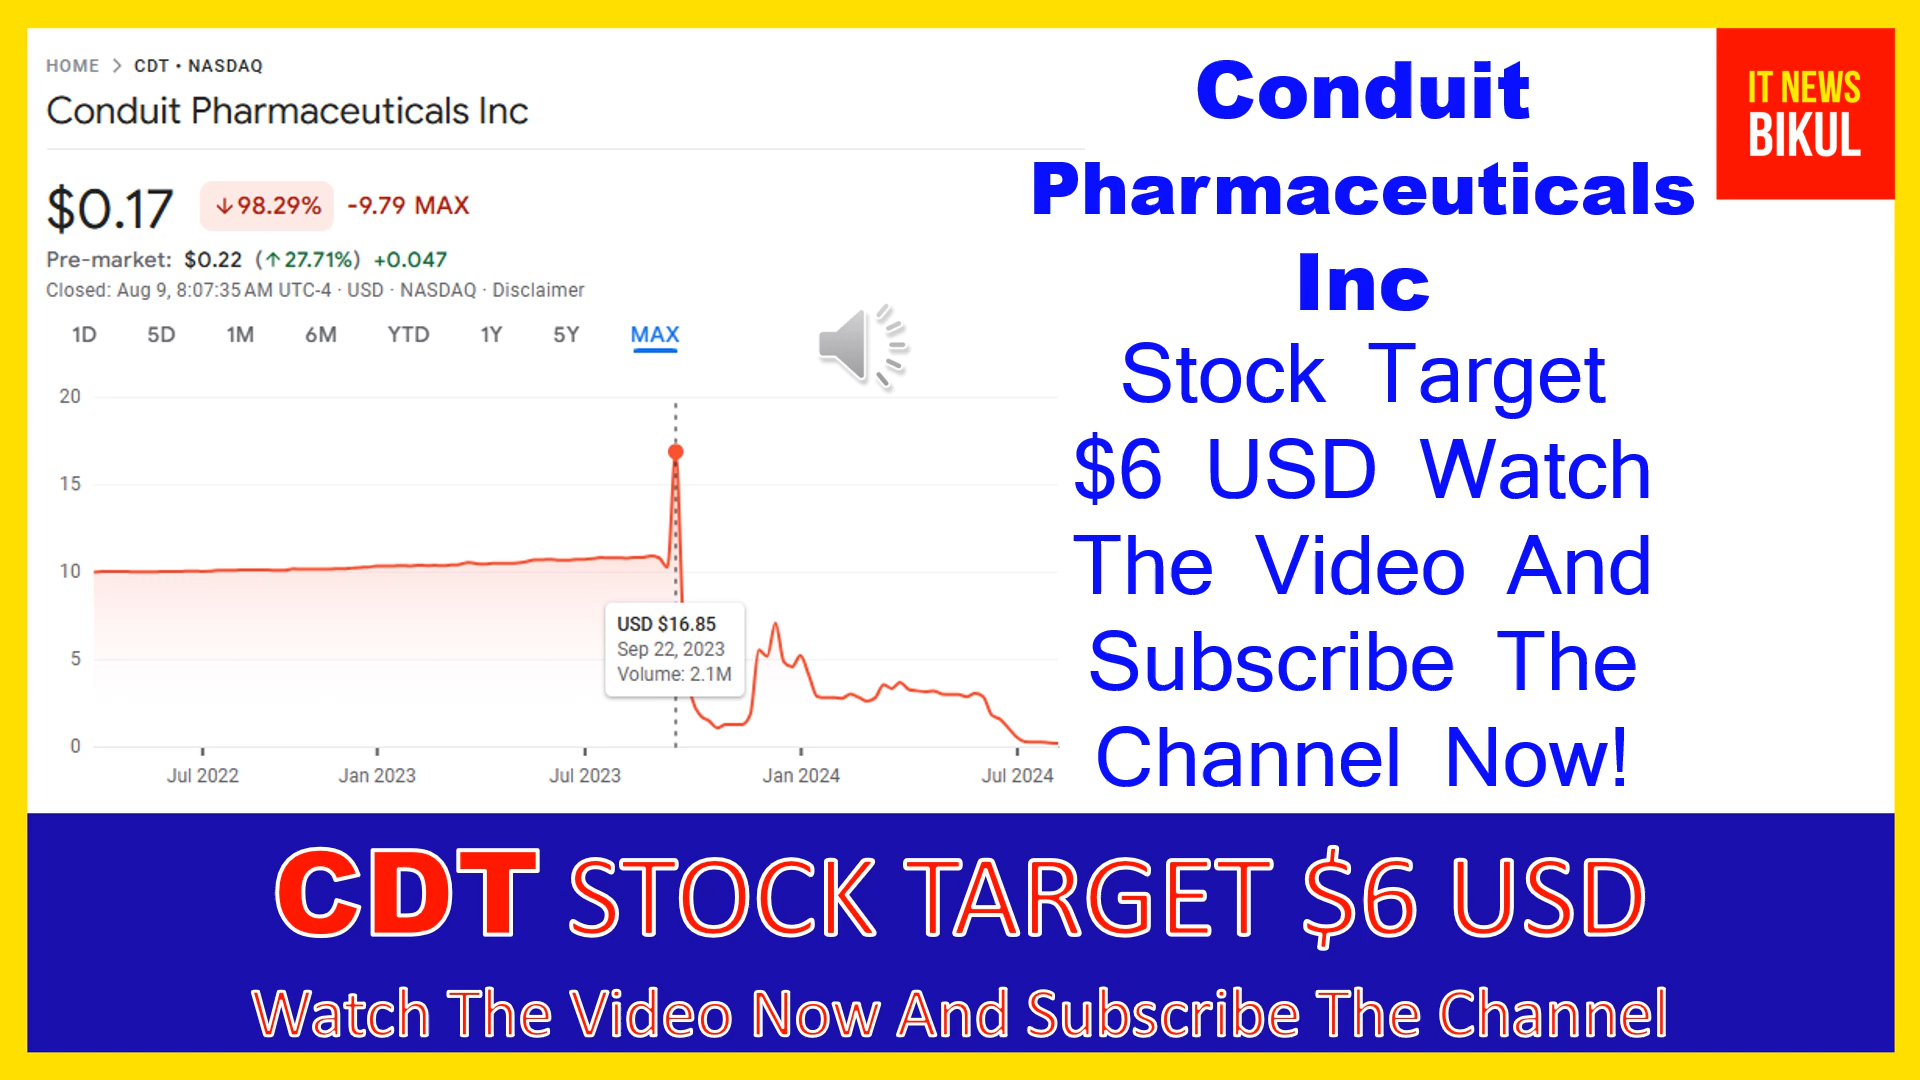 HOME > CDT • NASDAQ
Conduit Pharmaceuticals Inc
$0.17 ↓98.29% -9.79 MAX
Pre-market: $0.22 (↑27.71%) +0.047
Closed: Aug 9, 8:07:35 AM UTC-4 · USD · NASDAQ · Disclaimer
1D 5D 1M 6M YTD 1Y 5Y MAX
20
15
10
5
0
USD $16.85
Sep 22, 2023
Volume: 2.1M
Jul 2022 Jan 2023 Jul 2023 Jan 2024 Jul 2024
Conduit
Pharmaceuticals
Inc
Stock Target
$6 USD Watch
The Video And
Subscribe The
Channel Now!
IT NEWS
BIKUL
CDT STOCK TARGET $6 USD
Watch The Video Now And Subscribe The Channel